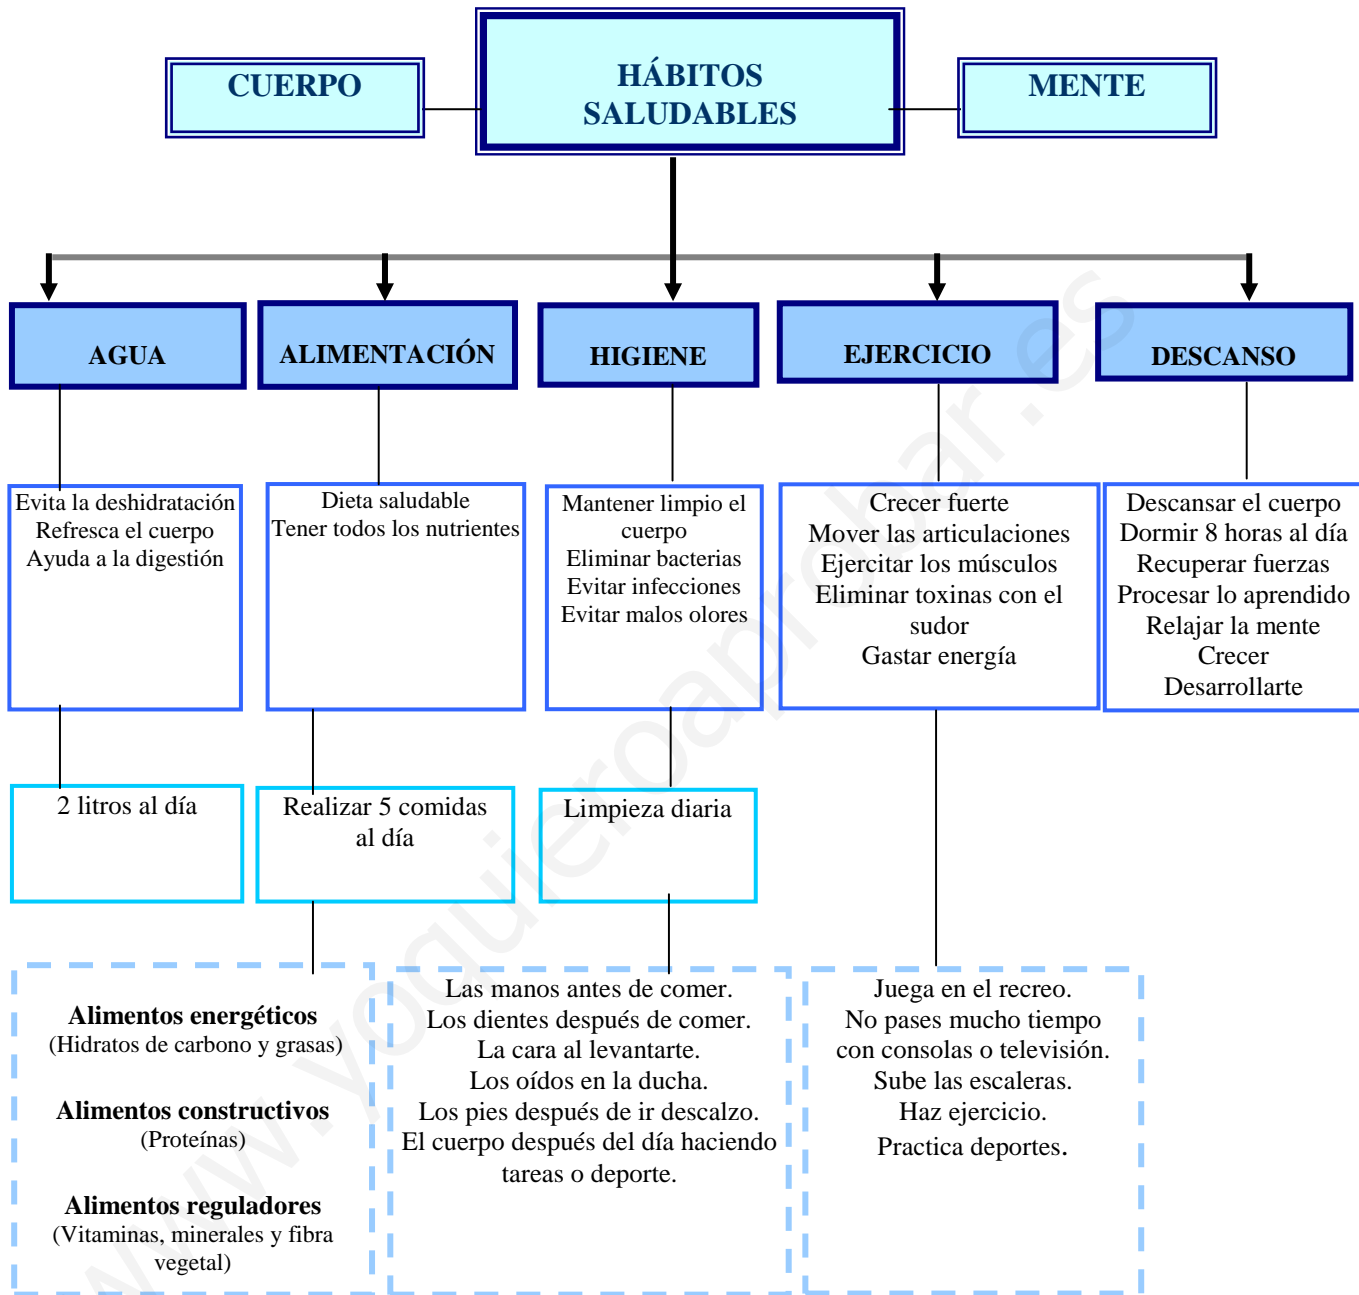 CUERPO
HÁBITOS
SALUDABLES
MENTE
AGUA
ALIMENTACIÓN
HIGIENE
EJERCICIO
DESCANSO
Evita la deshidratación
Refresca el cuerpo
Ayuda a la digestión
Dieta saludable
Tener todos los nutrientes
Mantener limpio el
cuerpo
Eliminar bacterias
Evitar infecciones
Evitar malos olores
Crecer fuerte
Mover las articulaciones
Ejercitar los músculos
Eliminar toxinas con el
sudor
Gastar energía
Descansar el cuerpo
Dormir 8 horas al día
Recuperar fuerzas
Procesar lo aprendido
Relajar la mente
Crecer
Desarrollarte
2 litros al día
Realizar 5 comidas
al día
Limpieza diaria
Alimentos energéticos
(Hidratos de carbono y grasas)
Alimentos constructivos
(Proteínas)
Alimentos reguladores
(Vitaminas, minerales y fibra
vegetal)
Las manos antes de comer.
Los dientes después de comer.
La cara al levantarte.
Los oídos en la ducha.
Los pies después de ir descalzo.
El cuerpo después del día haciendo
tareas o deporte.
Juega en el recreo.
No pases mucho tiempo
con consolas o televisión.
Sube las escaleras.
Haz ejercicio.
Practica deportes.
www.yoquieroaprobar.es